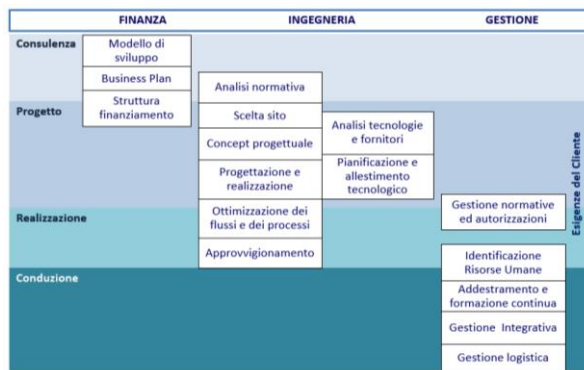 FINANZA INGEGNERIA GESTIONE
Consulenza
Modello di
sviluppo
Business Plan
Struttura
finanziamento
Analisi normativa
Progetto
Scelta sito
Concept progettuale
Analisi tecnologie
e fornitori
Progettazione e
realizzazione
Pianificazione e
allestimento
tecnologico
Realizzazione
Ottimizzazione dei
flussi e dei processi
Approvvigionamento
Gestione normative
ed autorizzazioni
Esigenze del Cliente
Conduzione
Identificazione
Risorse Umane
Addestramento e
formazione continua
Gestione Integrativa
Gestione logistica